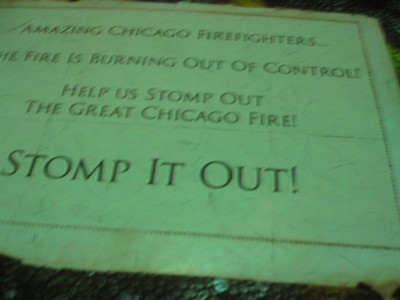 AMAZING CHICAGO FIREFIGHTERS...
FIRE IS BURNING OUT OF CONTROL!
HELP US STOMP OUT
THE GREAT CHICAGO FIRE!
STOMP IT OUT!